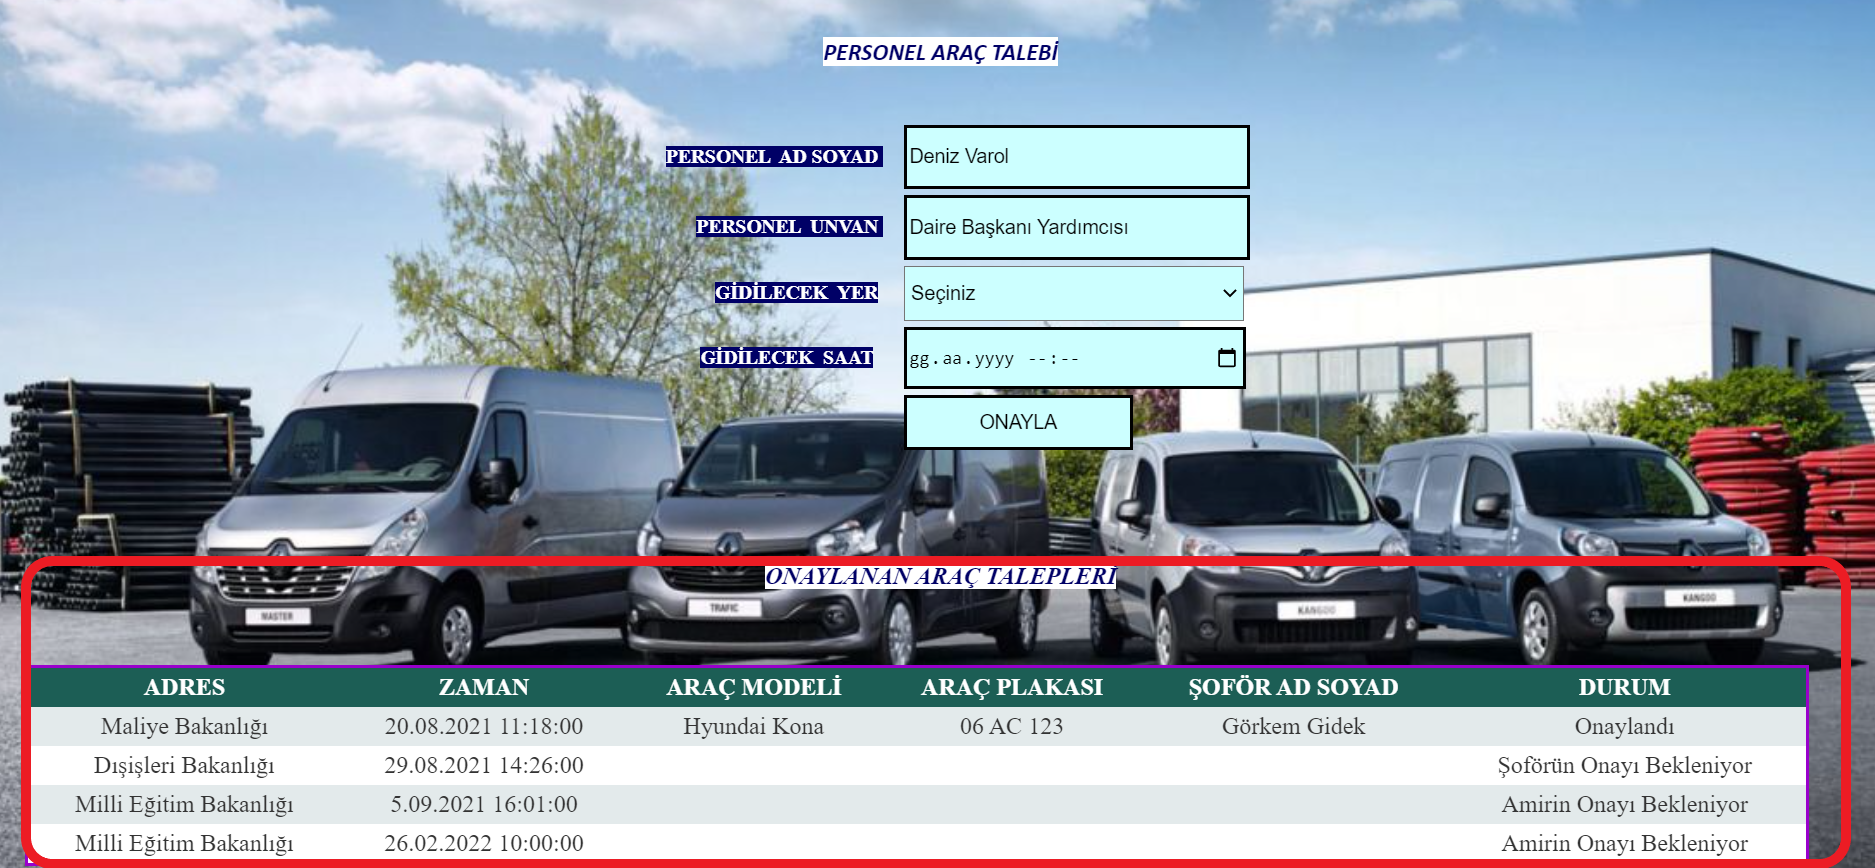 PERSONEL ARAÇ TALEBİ
PERSONEL AD SOYAD Deniz Varol
PERSONEL UNVAN Daire Başkanı Yardımcısı
GİDİLECEK YER Seçiniz
GİDİLECEK SAAT gg.aa.yyyy --:--
ONAYLA
ONAYLANAN ARAÇ TALEPLERİ
MASTER TRAFIC KANGOO KANGOO
ADRES ZAMAN ARAÇ MODELİ ARAÇ PLAKASI ŞOFÖR AD SOYAD DURUM
Maliye Bakanlığı 20.08.2021 11:18:00 Hyundai Kona 06 AC 123 Görkem Gidek Onaylandı
Dışişleri Bakanlığı 29.08.2021 14:26:00 Şoförün Onayı Bekleniyor
Milli Eğitim Bakanlığı 5.09.2021 16:01:00 Amirin Onayı Bekleniyor
Milli Eğitim Bakanlığı 26.02.2022 10:00:00 Amirin Onayı Bekleniyor